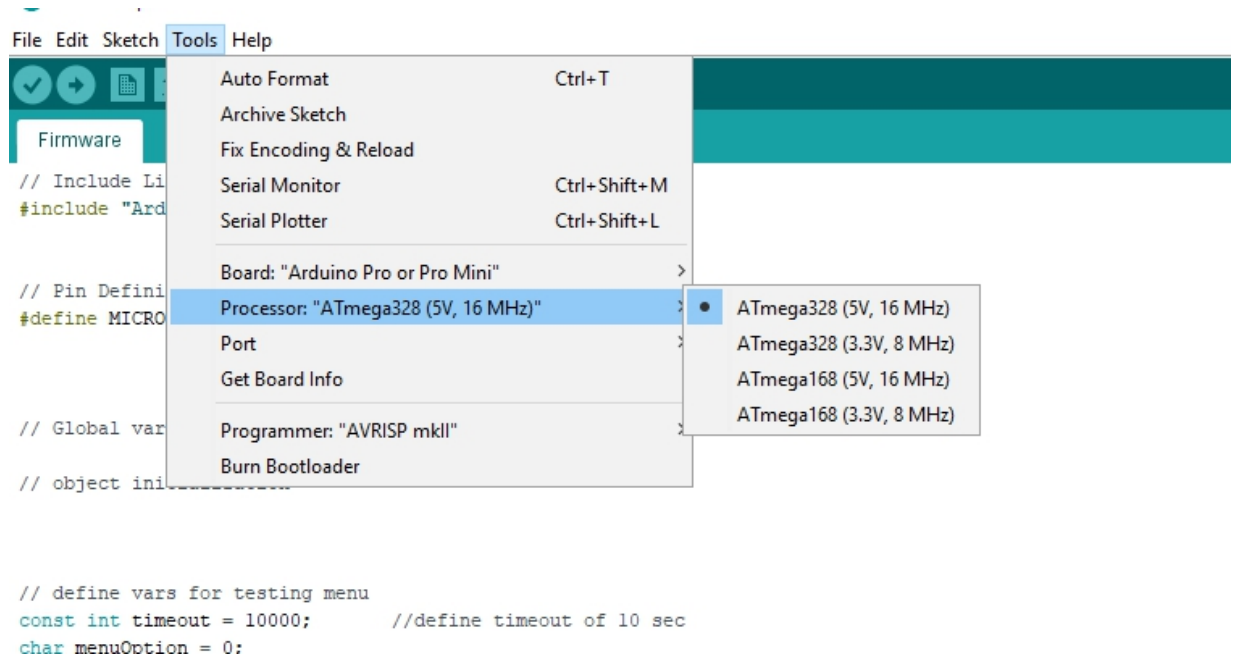 File Edit Sketch Tools Help
Auto Format Ctrl+T
Archive Sketch
Fix Encoding & Reload
Serial Monitor Ctrl+Shift+M
Serial Plotter Ctrl+Shift+L
Board: "Arduino Pro or Pro Mini"
Processor: "ATmega328 (5V, 16 MHz)"
Port
Get Board Info
Programmer: "AVRISP mkII"
Burn Bootloader
ATmega328 (5V, 16 MHz)
ATmega328 (3.3V, 8 MHz)
ATmega168 (5V, 16 MHz)
ATmega168 (3.3V, 8 MHz)
Firmware
// Include Li
#include "Ard
// Pin Defini
#define MICRO
// Global var
// object
// define vars for testing menu
const int timeout = 10000; //define timeout of 10 sec
char menuOption = 0;